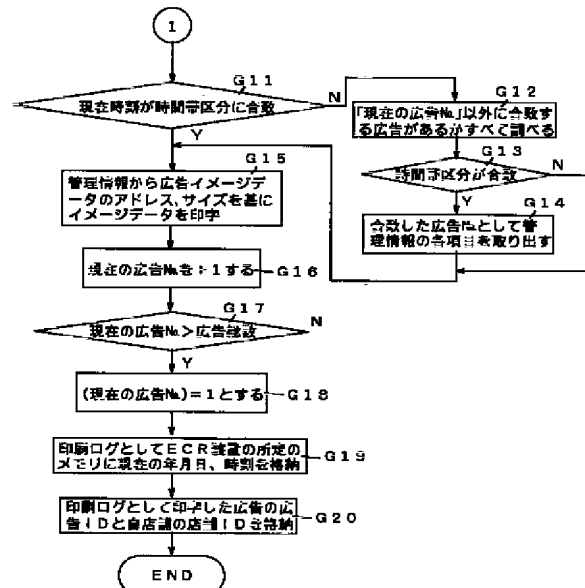 1
G11
現在時刻が時間帯区分に合致
N
Y
G12
「現在の広告№」以外に合致す
る広告があるかすべて調べる
G13
時間帯区分が合致
N
Y
G14
合致した広告№として管
理情報の各項目を取り出す
G15
管理情報から広告イメージデ
ータのアドレス、サイズを基に
イメージデータを印字
現在の広告№を+1する
G16
G17
現在の広告№>広告総数
N
Y
(現在の広告№)=1とする
G18
印刷ログとしてECR装置の所定の
メモリに現在の年月日、時刻を格納
G19
印刷ログとして印字した広告の広
告IDと自店舗の店舗IDを格納
G20
END